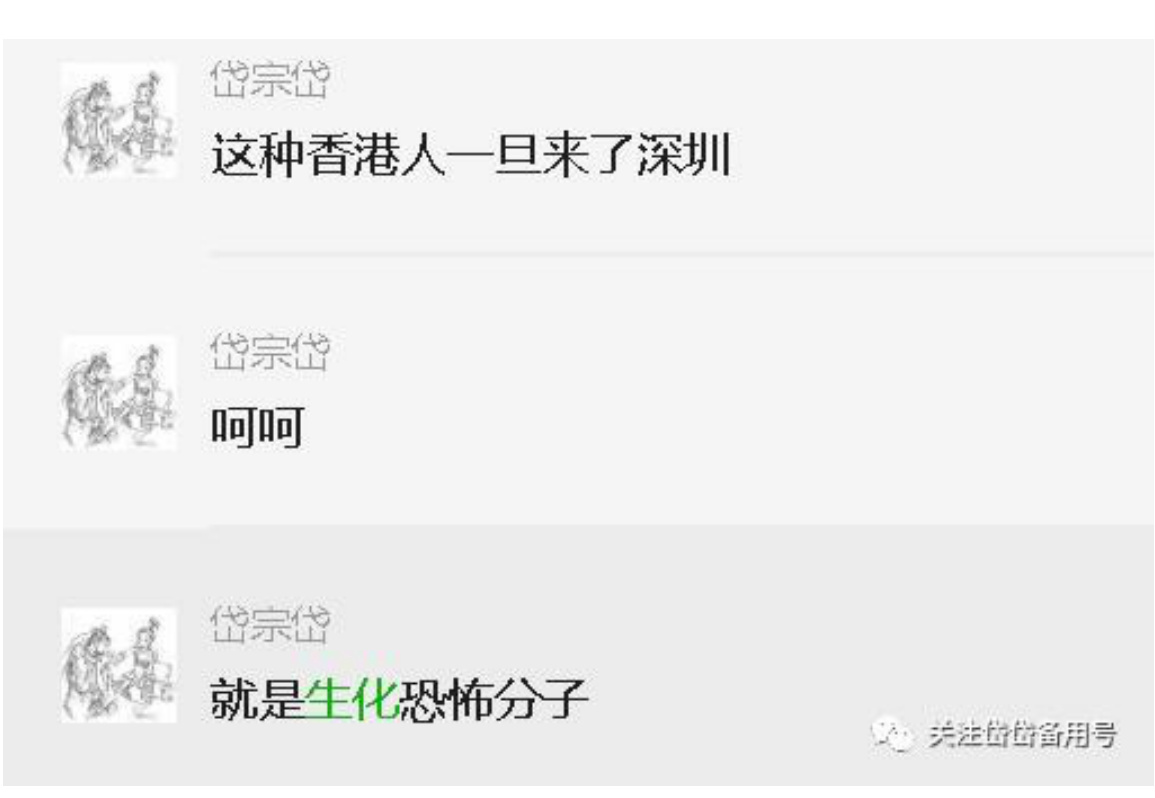 岱宗岱
这种香港人一旦来了深圳
岱宗岱
呵呵
岱宗岱
就是生化恐怖分子
关注岱岱备用号